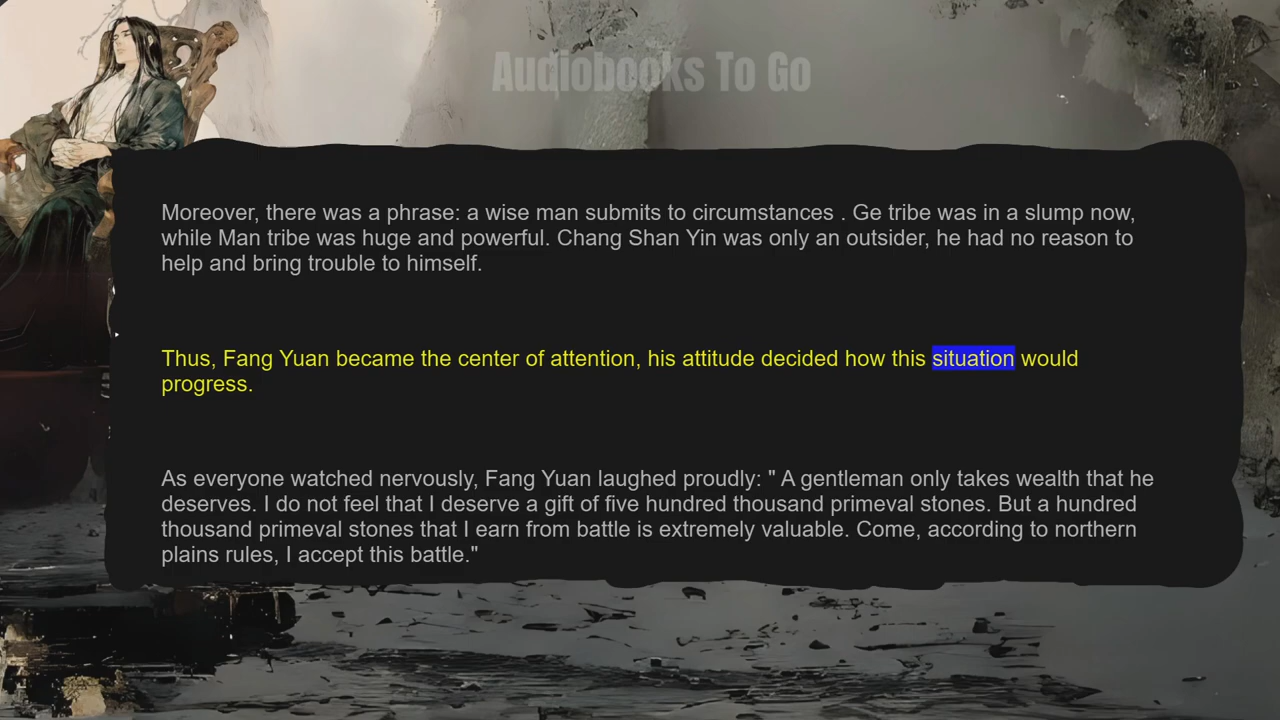 Audiobooks To Go
Moreover, there was a phrase: a wise man submits to circumstances . Ge tribe was in a slump now,
while Man tribe was huge and powerful. Chang Shan Yin was only an outsider, he had no reason to
help and bring trouble to himself.
Thus, Fang Yuan became the center of attention, his attitude decided how this situation would
progress.
As everyone watched nervously, Fang Yuan laughed proudly: " A gentleman only takes wealth that he
deserves. I do not feel that I deserve a gift of five hundred thousand primeval stones. But a hundred
thousand primeval stones that I earn from battle is extremely valuable. Come, according to northern
plains rules, I accept this battle."